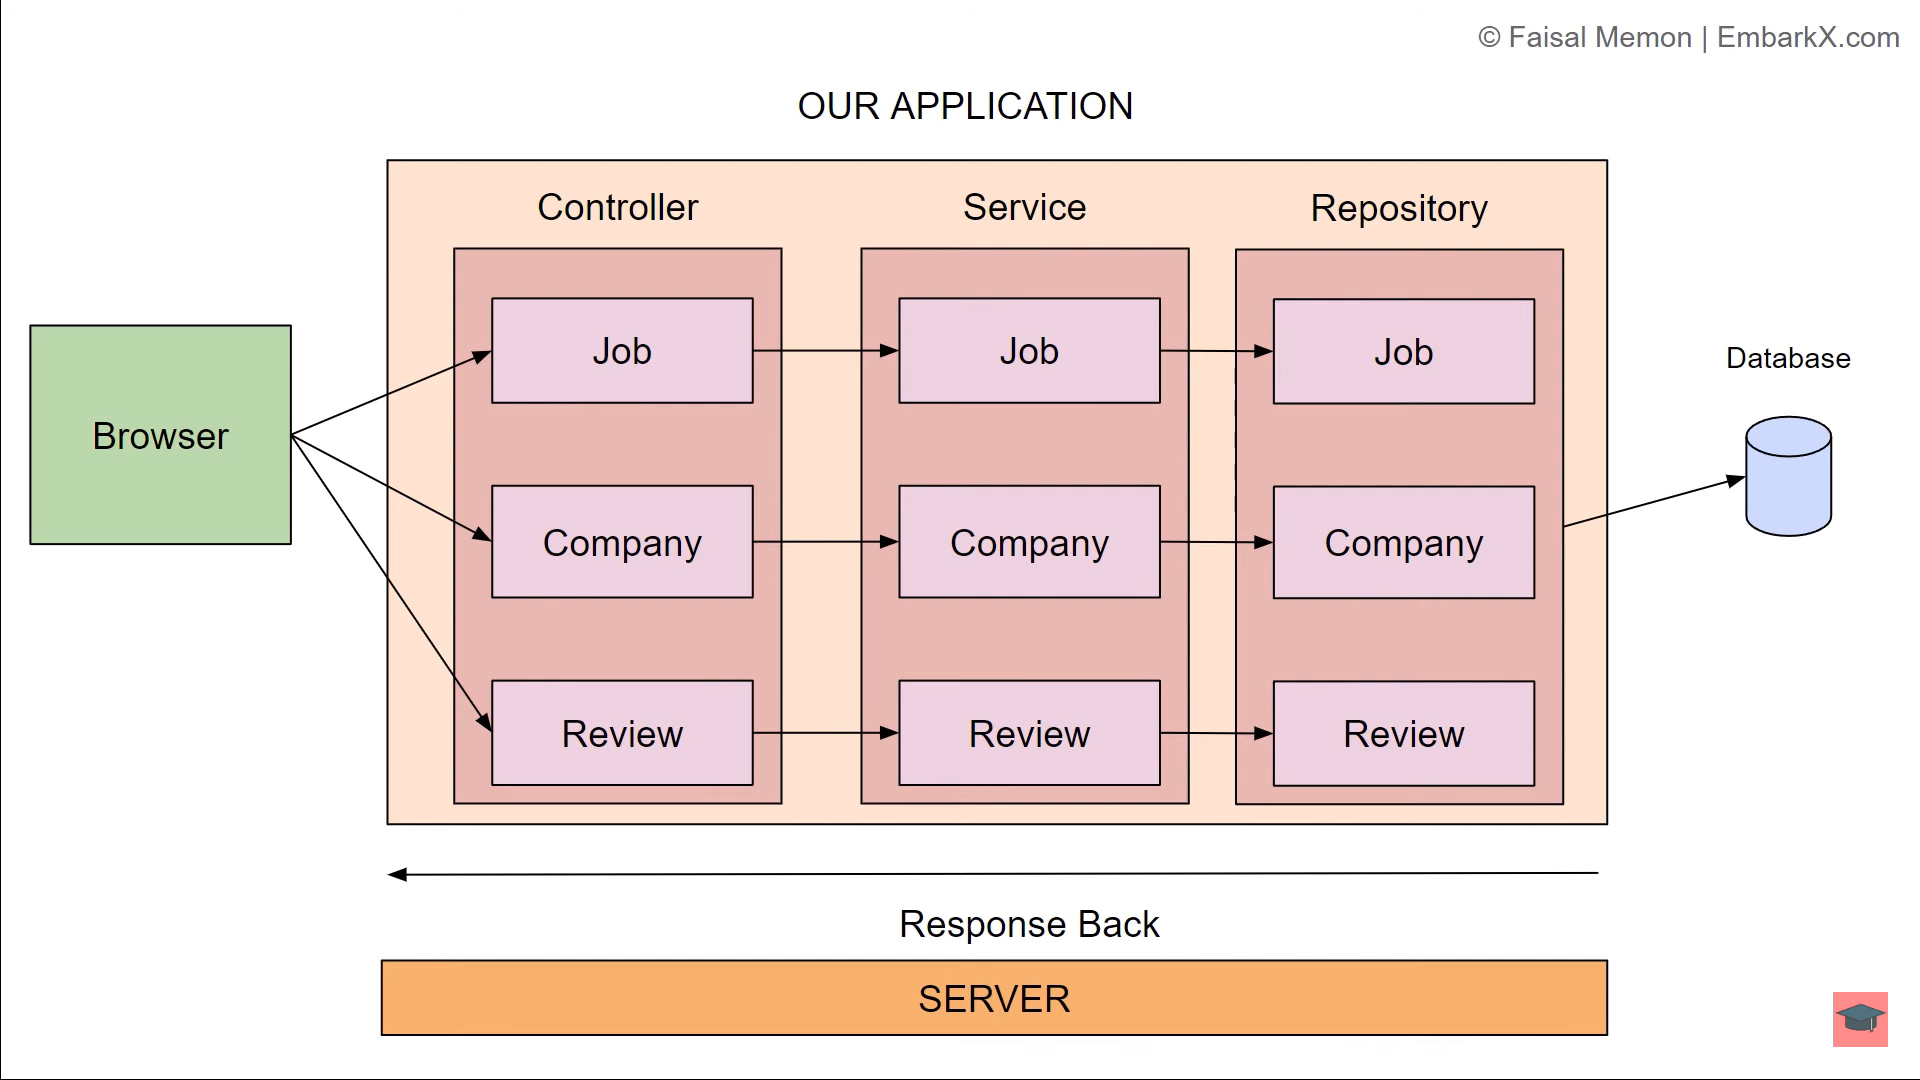 © Faisal Memon | EmbarkX.com
OUR APPLICATION
Controller
Service
Repository
Browser
Job
Job
Job
Database
Company
Company
Company
Review
Review
Review
Response Back
SERVER